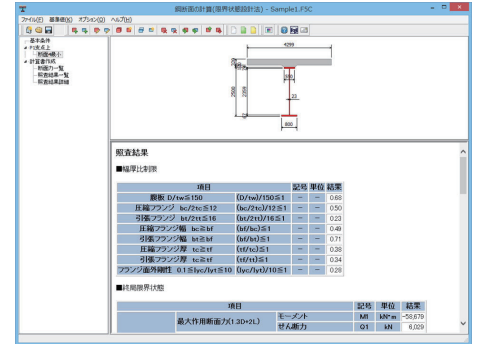 鋼断面の計算(限界状態設計法) - Sample1.F5C
ファイル(F) 基準値(K) オプション(O) ヘルプ(H)
基本条件
断面力一覧
照査結果一覧
照査結果詳細
計算書作成
4299
350
2500
2359
23
800
照査結果
■幅厚比制限
項目 記号 単位 結果
腹板 D/tw≦150 (D/tw)/150≦1 － － 0.68
圧縮フランジ bc/2tc≦12 (bc/2tc)/12≦1 － － 0.50
引張フランジ bt/2tt≦16 (bt/2tt)/16≦1 － － 0.23
圧縮フランジ幅 bc≧bf (bf/bc)≦1 － － 0.49
引張フランジ幅 bt≧bf (bf/bt)≦1 － － 0.71
圧縮フランジ厚 tc≧tf (tf/tc)≦1 － － 0.38
引張フランジ厚 tc≧tf (tf/tt)≦1 － － 0.34
フランジ面外剛性 0.1≦Iyc/Iyt≦10 (Iyc/Iyt)/10≦1 － － 0.28
■終局限界状態
項目 記号 単位 結果
最大作用断面力(1.3D+2L) モーメント M1 kN*m -58,679
せん断力 Q1 kN 6,029